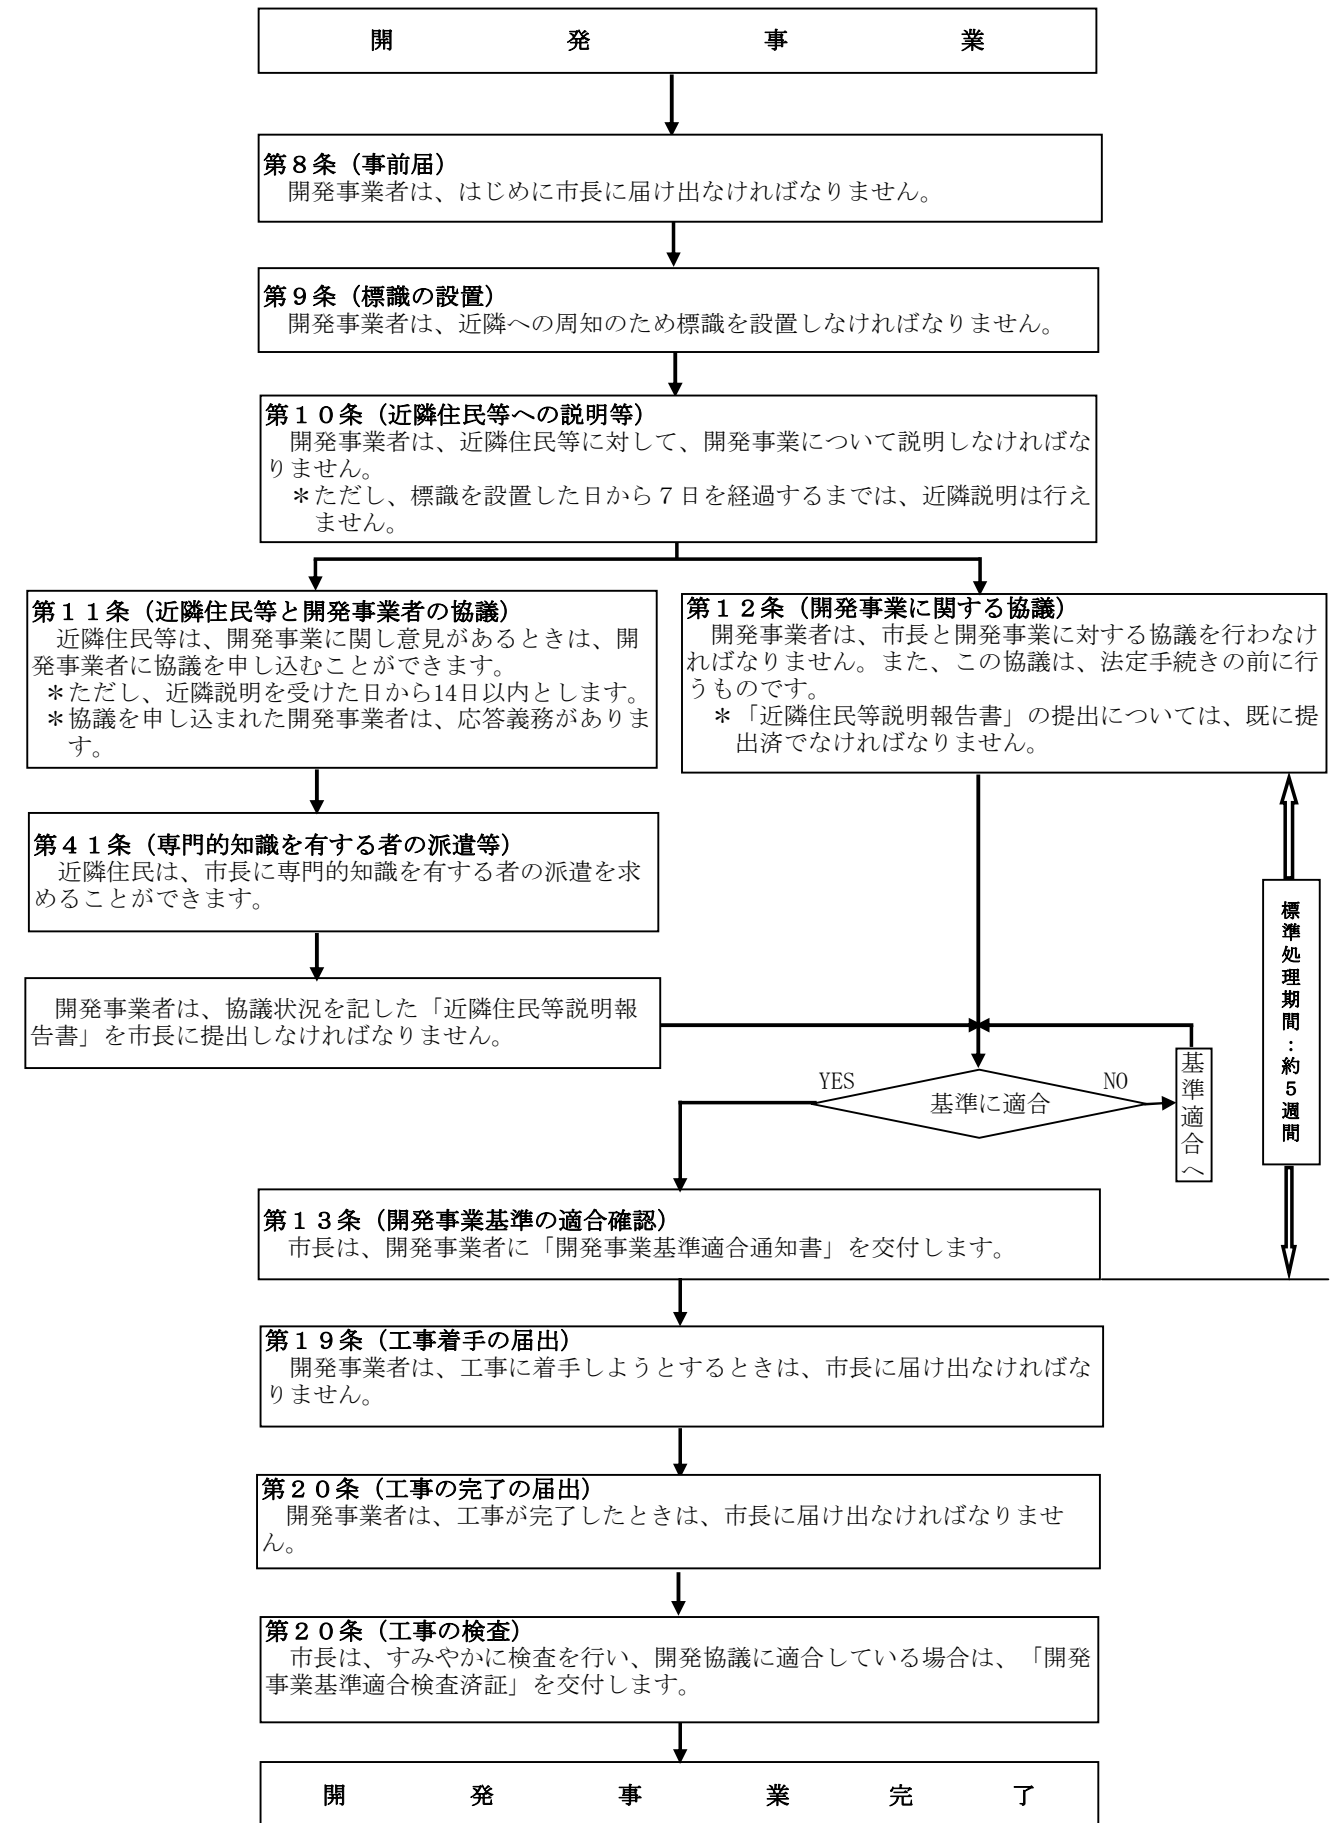 開発事業
第８条（事前届）
開発事業者は、はじめに市長に届け出なければなりません。
第９条（標識の設置）
開発事業者は、近隣への周知のため標識を設置しなければなりません。
第１０条（近隣住民等への説明等）
開発事業者は、近隣住民等に対して、開発事業について説明しなければな
りません。
＊ただし、標識を設置した日から７日を経過するまでは、近隣説明は行え
ません。
第１１条（近隣住民等と開発事業者の協議）
近隣住民等は、開発事業に関し意見があるときは、開
発事業者に協議を申し込むことができます。
＊ただし、近隣説明を受けた日から14日以内とします。
＊協議を申し込まれた開発事業者は、応答義務がありま
す。
第１２条（開発事業に関する協議）
開発事業者は、市長と開発事業に対する協議を行わなけ
ればなりません。また、この協議は、法定手続きの前に行
うものです。
＊「近隣住民等説明報告書」の提出については、既に提
出済でなければなりません。
第４１条（専門的知識を有する者の派遣等）
近隣住民は、市長に専門的知識を有する者の派遣を求
めることができます。
開発事業者は、協議状況を記した「近隣住民等説明報
告書」を市長に提出しなければなりません。
標準処理期間：約５週間
YES
基準に適合
NO
基準適合へ
第１３条（開発事業基準の適合確認）
市長は、開発事業者に「開発事業基準適合通知書」を交付します。
第１９条（工事着手の届出）
開発事業者は、工事に着手しようとするときは、市長に届け出なければな
りません。
第２０条（工事の完了の届出）
開発事業者は、工事が完了したときは、市長に届け出なければなりませ
ん。
第２０条（工事の検査）
市長は、すみやかに検査を行い、開発協議に適合している場合は、「開発
事業基準適合検査済証」を交付します。
開発事業完了